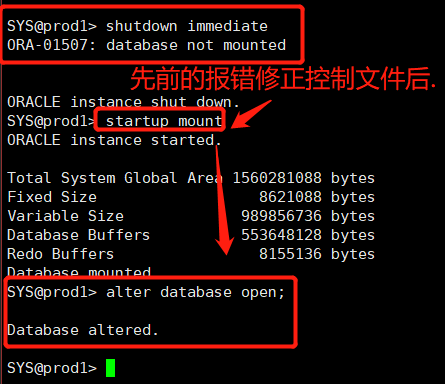 SYS@prod1> shutdown immediate
ORA-01507: database not mounted
先前的报错修正控制文件后.
ORACLE instance shut down.
SYS@prod1> startup mount
ORACLE instance started.
Total System Global Area 1560281088 bytes
Fixed Size 8621088 bytes
Variable Size 989856736 bytes
Database Buffers 553648128 bytes
Redo Buffers 8155136 bytes
Database mounted
SYS@prod1> alter database open;
Database altered.
SYS@prod1>